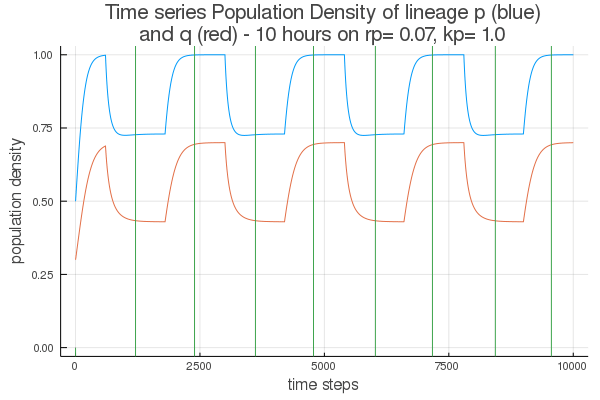 Time series Population Density of lineage p (blue)
and q (red) - 10 hours on rp= 0.07, kp= 1.0
1.00
0.75
0.50
0.25
0.00
population density
0
2500
5000
7500
10000
time steps